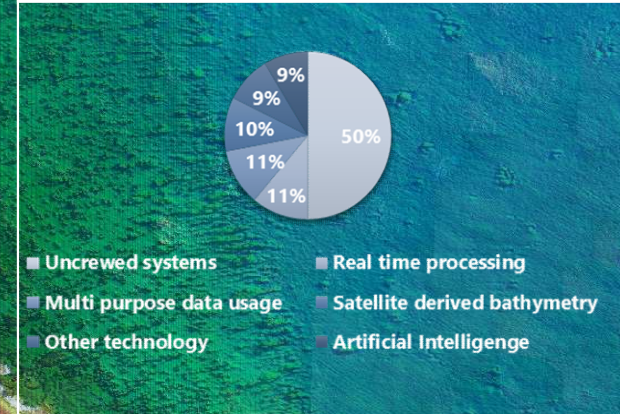 9%
9%
10%
50%
11%
11%
Uncrewed systems
Real time processing
Multi purpose data usage
Satellite derived bathymetry
Other technology
Artificial Intelligenge